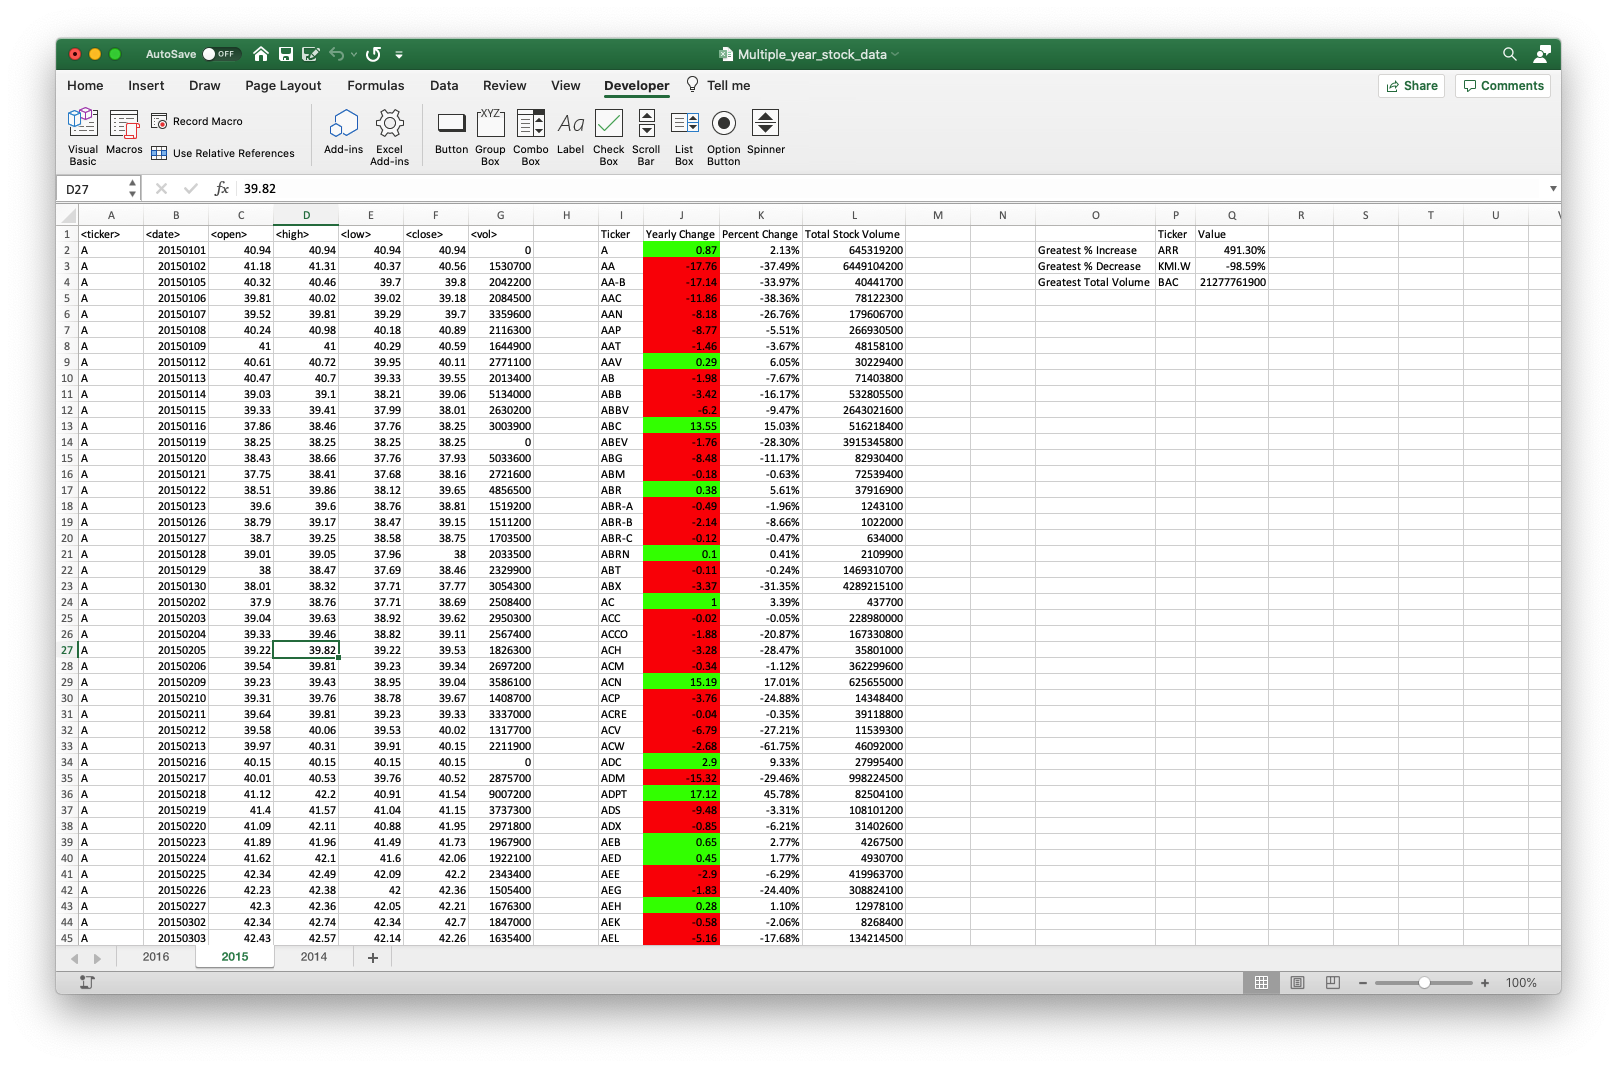 AutoSave OFF Multiple_year_stock_data
Home Insert Draw Page Layout Formulas Data Review View Developer Tell me Share Comments
Visual Basic Macros Record Macro Use Relative References Add-ins Excel Add-ins Button XYZ Group Box Combo Box Aa Label Check Box Scroll Bar List Box Option Button Spinner
D27 fx 39.82
A B C D E F G H I J K L M N O P Q R S T U V
1 <ticker> <date> <open> <high> <low> <close> <vol> Ticker Yearly Change Percent Change Total Stock Volume Ticker Value
2 A 20150101 40.94 40.94 40.94 40.94 0 A 0.87 2.13% 645319200 Greatest % Increase ARR 491.30%
3 A 20150102 41.18 41.31 40.37 40.56 1530700 AA -17.76 -37.49% 6449104200 Greatest % Decrease KMI.W -98.59%
4 A 20150105 40.32 40.46 39.7 39.8 2042200 AA-B -17.14 -33.97% 40441700 Greatest Total Volume BAC 21277761900
5 A 20150106 39.81 40.02 39.02 39.18 2084500 AAC -11.86 -38.36% 78122300
6 A 20150107 39.52 39.81 39.29 39.7 3359600 AAN -8.18 -26.76% 179606700
7 A 20150108 40.24 40.98 40.18 40.89 2116300 AAP -8.77 -5.51% 266930500
8 A 20150109 41 41 40.29 40.59 1644900 AAT -1.46 -3.67% 48158100
9 A 20150112 40.61 40.72 39.95 40.11 2771100 AAV 0.29 6.05% 30229400
10 A 20150113 40.47 40.7 39.33 39.55 2013400 AB -1.98 -7.67% 71403800
11 A 20150114 39.03 39.1 38.21 39.06 5134000 ABB -3.42 -16.17% 532805500
12 A 20150115 39.33 39.41 37.99 38.01 2630200 ABBV -6.2 -9.47% 2643021600
13 A 20150116 37.86 38.46 37.76 38.25 3003900 ABC 13.55 15.03% 516218400
14 A 20150119 38.25 38.25 38.25 38.25 0 ABEV -1.76 -28.30% 3915345800
15 A 20150120 38.43 38.66 37.76 37.93 5033600 ABG -8.48 -11.17% 82930400
16 A 20150121 37.75 38.41 37.68 38.16 2721600 ABM -0.18 -0.63% 72539400
17 A 20150122 38.51 39.86 38.12 39.65 4856500 ABR 0.38 5.61% 37916900
18 A 20150123 39.6 39.6 38.76 38.81 1519200 ABR-A -0.49 -1.96% 1243100
19 A 20150126 38.79 39.17 38.47 39.15 1511200 ABR-B -2.14 -8.66% 1022000
20 A 20150127 38.7 39.25 38.58 38.75 1703500 ABR-C -0.12 -0.47% 634000
21 A 20150128 39.01 39.05 37.96 38 2033500 ABRN 0.1 0.41% 2109900
22 A 20150129 38 38.47 37.69 38.46 2329900 ABT -0.11 -0.24% 1469310700
23 A 20150130 38.01 38.32 37.71 37.77 3054300 ABX -3.37 -31.35% 4289215100
24 A 20150202 37.9 38.76 37.71 38.69 2508400 AC 1 3.39% 437700
25 A 20150203 39.04 39.63 38.92 39.62 2950300 ACC -0.02 -0.05% 228980000
26 A 20150204 39.33 39.46 38.82 39.11 2567400 ACCO -1.88 -20.87% 167330800
27 A 20150205 39.22 39.82 39.22 39.53 1826300 ACH -3.28 -28.47% 35801000
28 A 20150206 39.54 39.81 39.23 39.34 2697200 ACM -0.34 -1.12% 362299600
29 A 20150209 39.23 39.43 38.95 39.04 3586100 ACN 15.19 17.01% 625655000
30 A 20150210 39.31 39.76 38.78 39.67 1408700 ACP -3.76 -24.88% 14348400
31 A 20150211 39.64 39.81 39.23 39.33 3337000 ACRE -0.04 -0.35% 39118800
32 A 20150212 39.58 40.06 39.53 40.02 1317700 ACV -6.79 -27.21% 11539300
33 A 20150213 39.97 40.31 39.91 40.15 2211900 ACW -2.68 -61.75% 46092000
34 A 20150216 40.15 40.15 40.15 40.15 0 ADC 2.9 9.33% 27995400
35 A 20150217 40.01 40.53 39.76 40.52 2875700 ADM -15.32 -29.46% 998224500
36 A 20150218 41.12 42.2 40.91 41.54 9007200 ADPT 17.12 45.78% 82504100
37 A 20150219 41.4 41.57 41.04 41.15 3737300 ADS -9.48 -3.31% 108101200
38 A 20150220 41.09 42.11 40.88 41.95 2971800 ADX -0.85 -6.21% 31402600
39 A 20150223 41.89 41.96 41.49 41.73 1967900 AEB 0.65 2.77% 4267500
40 A 20150224 41.62 42.1 41.6 42.06 1922100 AED 0.45 1.77% 4930700
41 A 20150225 42.34 42.49 42.09 42.2 2343400 AEE -2.9 -6.29% 419963700
42 A 20150226 42.23 42.38 42 42.36 1505400 AEG -1.83 -24.40% 308824100
43 A 20150227 42.3 42.36 42.05 42.21 1676300 AEH 0.28 1.10% 12978100
44 A 20150302 42.34 42.74 42.34 42.7 1847000 AEK -0.58 -2.06% 8268400
45 A 20150303 42.43 42.57 42.14 42.26 1635400 AEL -5.16 -17.68% 134214500
2016 2015 2014 +
− + 100%